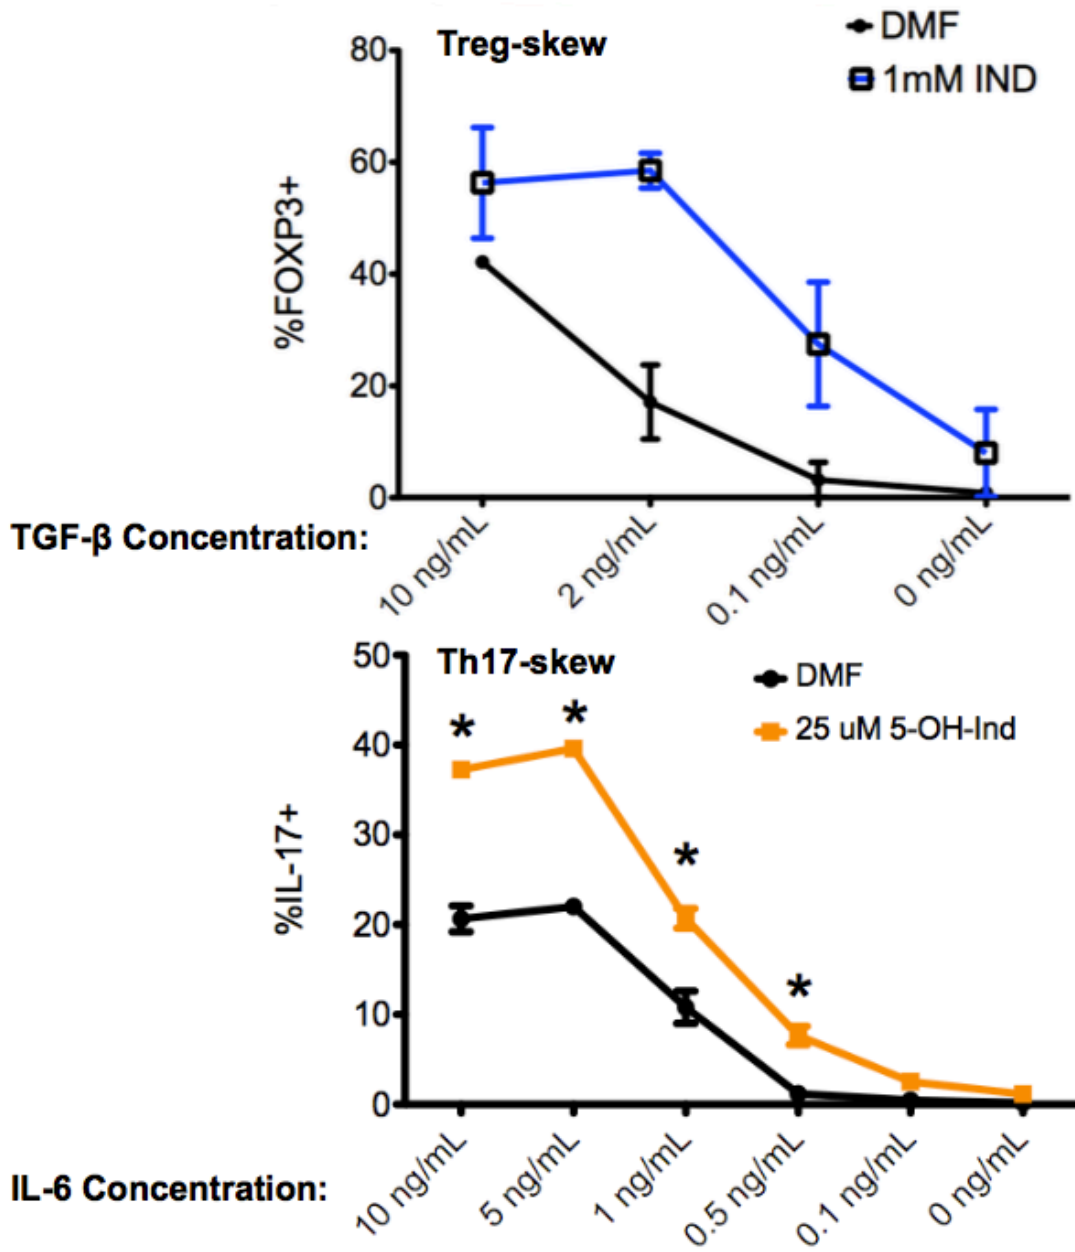 Treg-skew
DMF
1mM IND
80
60
40
20
0
%FOXP3+
TGF-β Concentration:
10 ng/mL
2 ng/mL
0.1 ng/mL
0 ng/mL
Th17-skew
DMF
25 uM 5-OH-Ind
50
40
30
20
10
0
%IL-17+
* * * *
IL-6 Concentration:
10 ng/mL
5 ng/mL
1 ng/mL
0.5 ng/mL
0.1 ng/mL
0 ng/mL